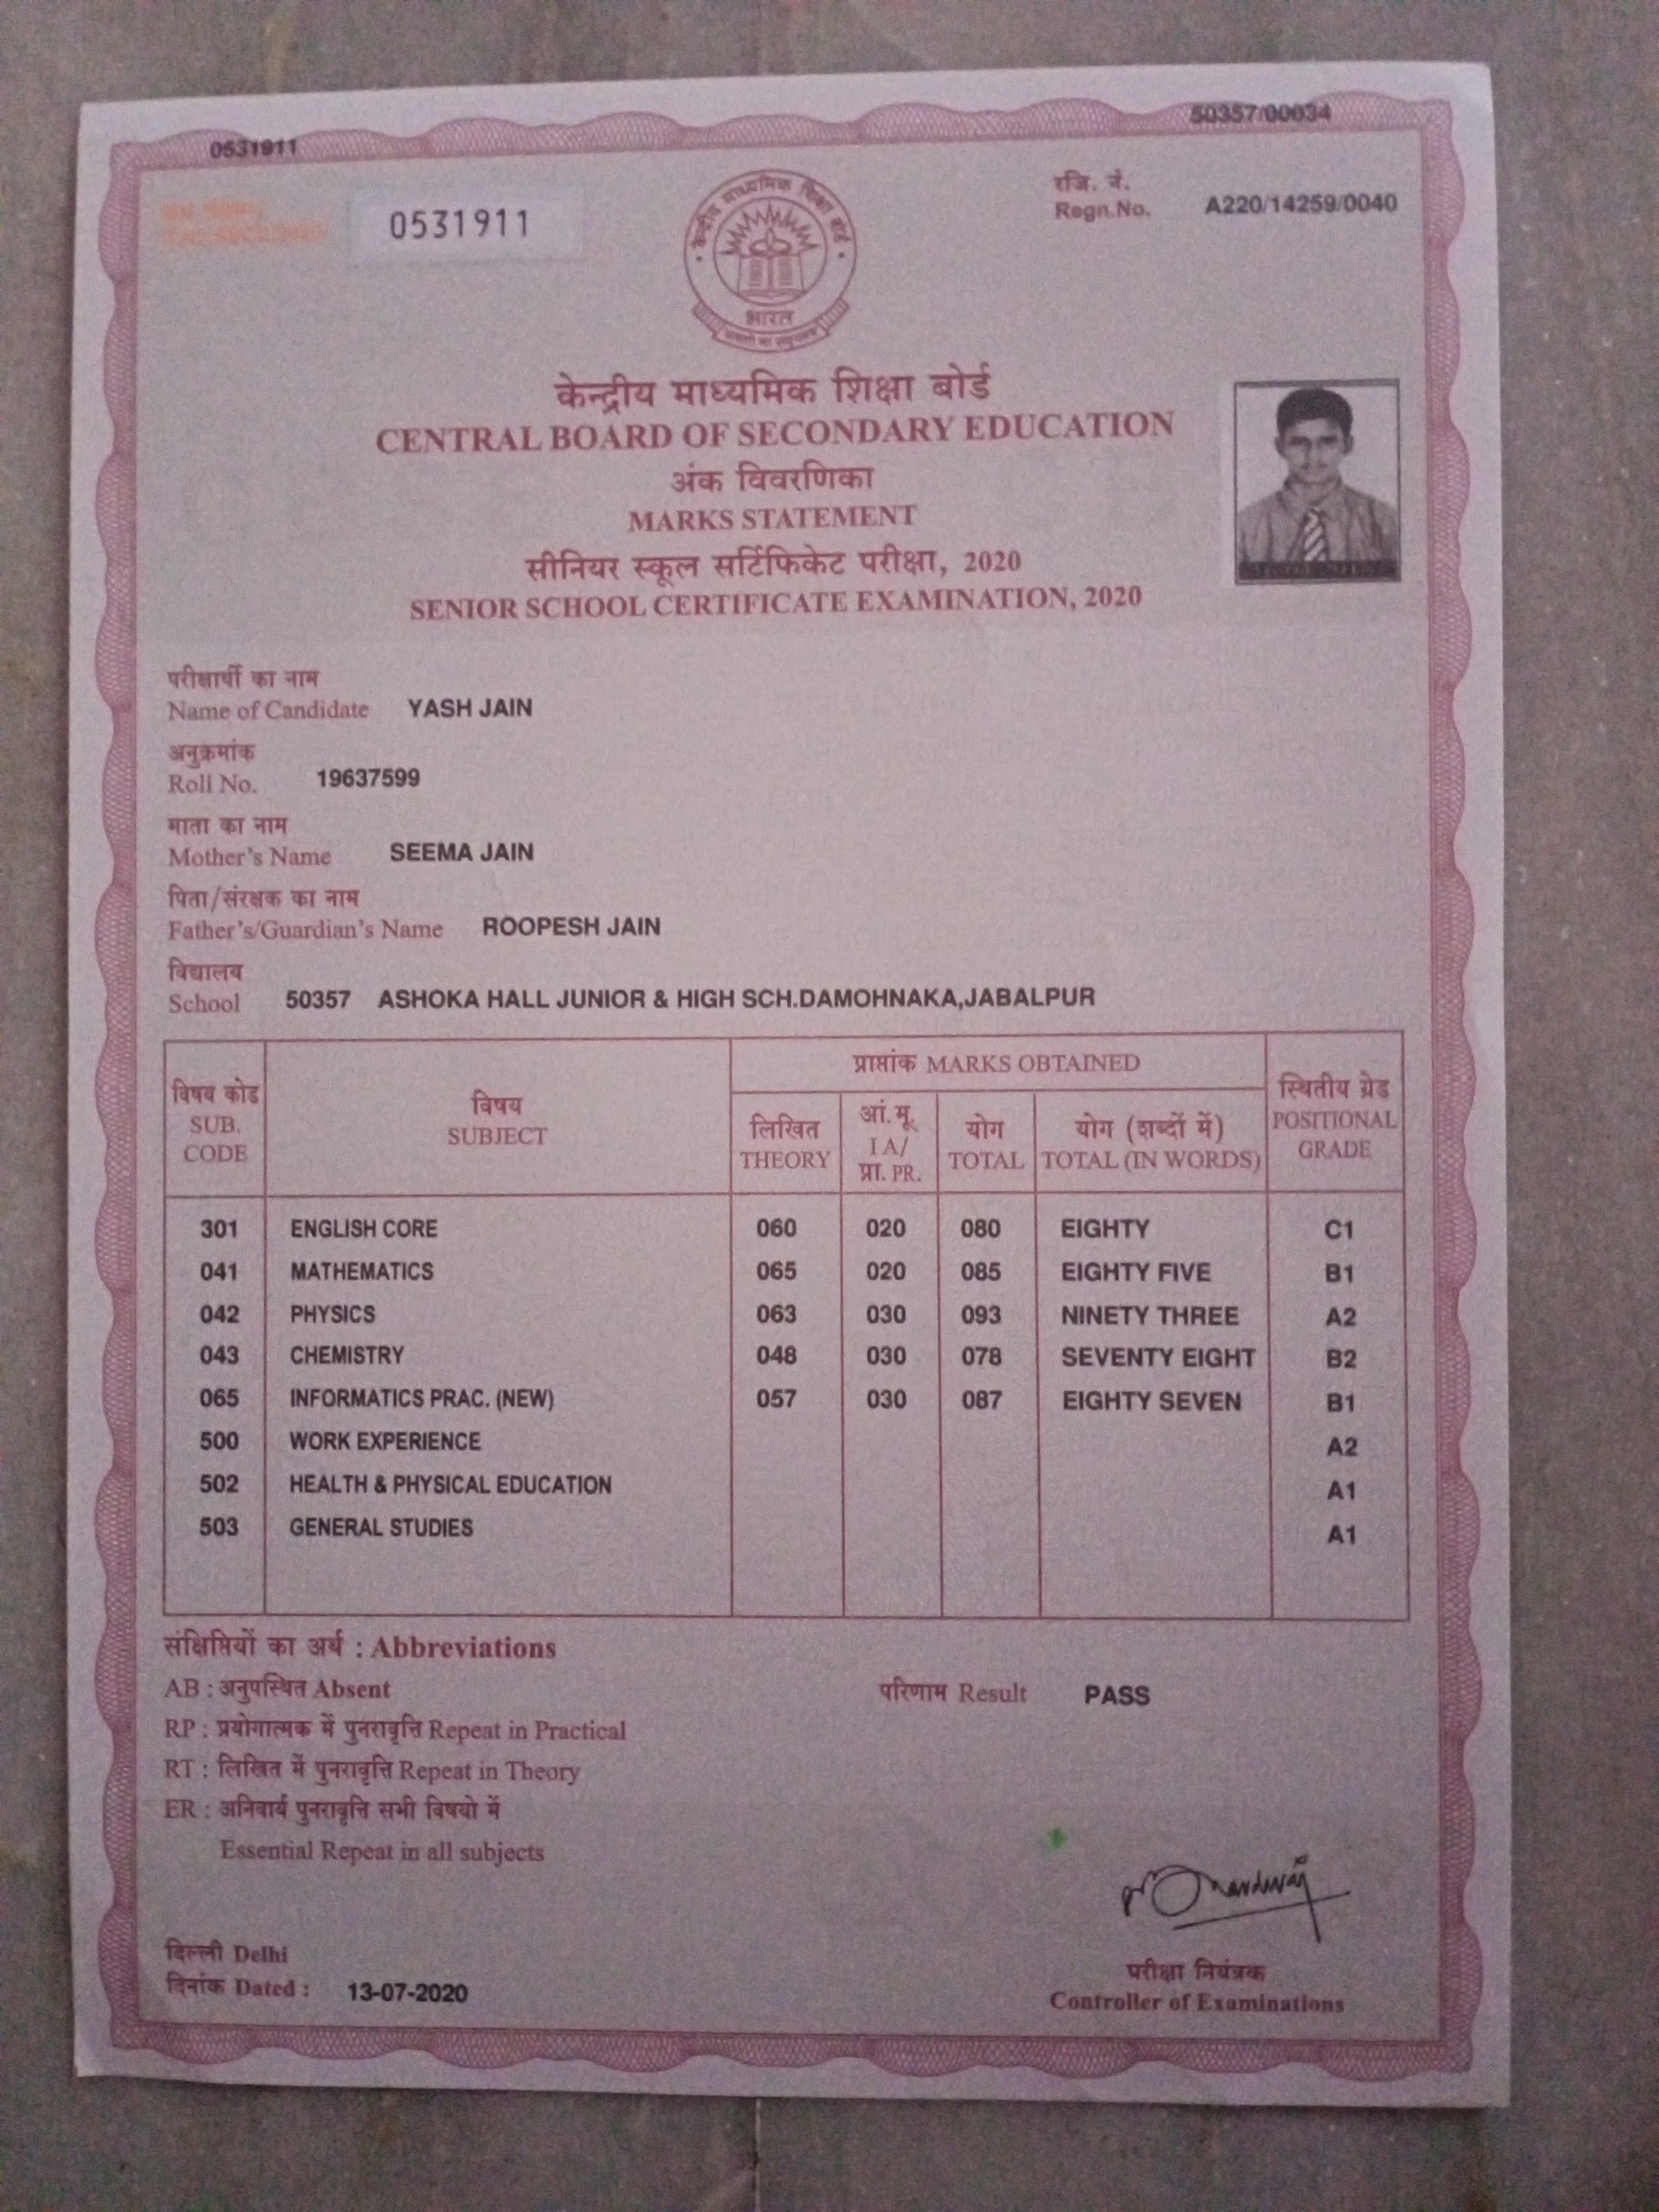 0531911
50357/00034
0531911
रजि. नं.
Regn.No. A220/14259/0040
केन्द्रीय माध्यमिक शिक्षा बोर्ड
भारत
केन्द्रीय माध्यमिक शिक्षा बोर्ड
CENTRAL BOARD OF SECONDARY EDUCATION
अंक विवरणिका
MARKS STATEMENT
सीनियर स्कूल सर्टिफिकेट परीक्षा, 2020
SENIOR SCHOOL CERTIFICATE EXAMINATION, 2020
परीक्षार्थी का नाम
Name of Candidate YASH JAIN
अनुक्रमांक
Roll No. 19637599
माता का नाम
Mother's Name SEEMA JAIN
पिता/संरक्षक का नाम
Father's/Guardian's Name ROOPESH JAIN
विद्यालय
School 50357 ASHOKA HALL JUNIOR & HIGH SCH.DAMOHNAKA,JABALPUR
विषय कोड SUB. CODE विषय SUBJECT प्राप्तांक MARKS OBTAINED स्थितीय ग्रेड POSITIONAL GRADE
लिखित THEORY आं.मू. I A/ प्रा. PR. योग TOTAL योग (शब्दों में) TOTAL (IN WORDS)
301 ENGLISH CORE 060 020 080 EIGHTY C1
041 MATHEMATICS 065 020 085 EIGHTY FIVE B1
042 PHYSICS 063 030 093 NINETY THREE A2
043 CHEMISTRY 048 030 078 SEVENTY EIGHT B2
065 INFORMATICS PRAC. (NEW) 057 030 087 EIGHTY SEVEN B1
500 WORK EXPERIENCE A2
502 HEALTH & PHYSICAL EDUCATION A1
503 GENERAL STUDIES A1
संक्षिप्तियों का अर्थ : Abbreviations
AB : अनुपस्थित Absent
परिणाम Result PASS
RP : प्रयोगात्मक में पुनरावृत्ति Repeat in Practical
RT : लिखित में पुनरावृत्ति Repeat in Theory
ER : अनिवार्य पुनरावृत्ति सभी विषयो में
Essential Repeat in all subjects
दिल्ली Delhi
दिनांक Dated : 13-07-2020
परीक्षा नियंत्रक
Controller of Examinations